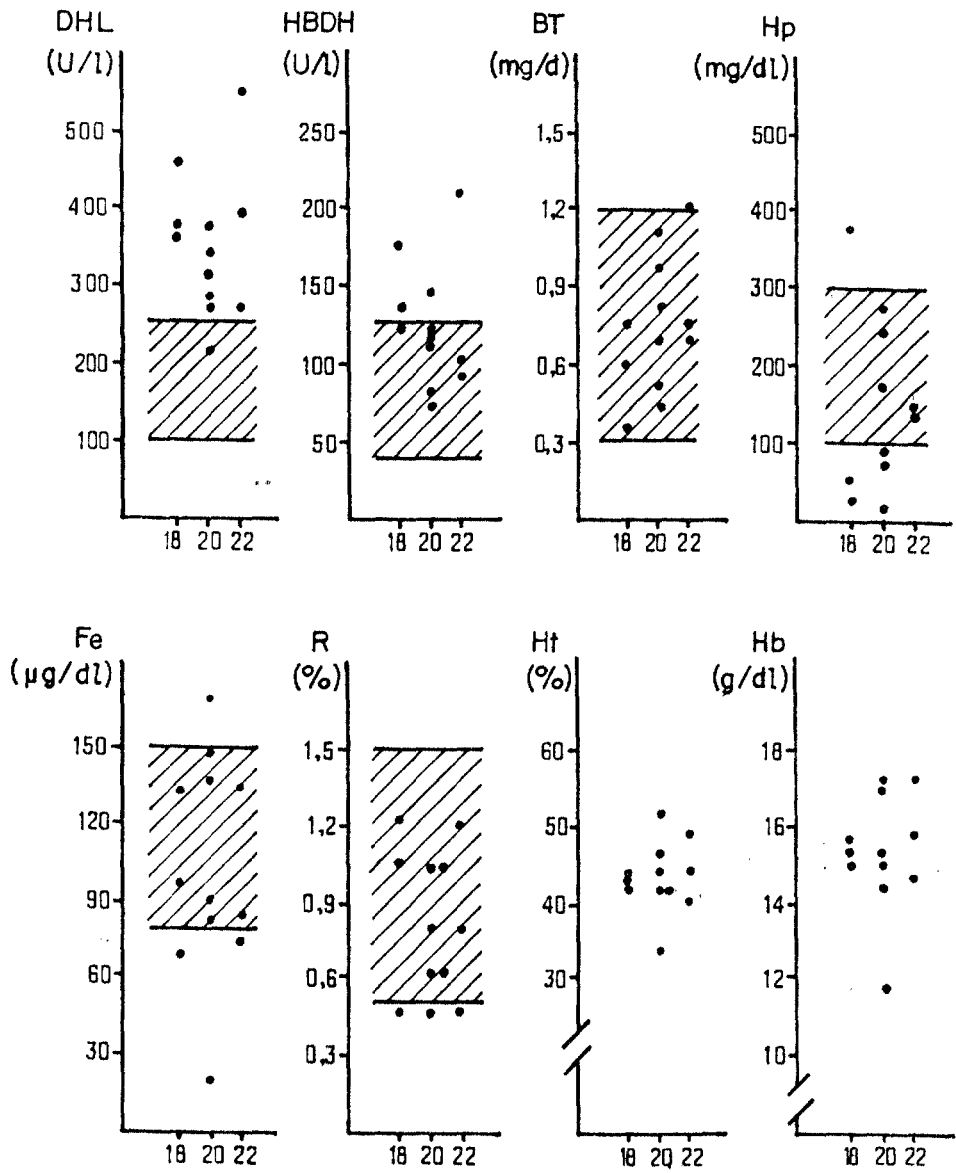 DHL HBDH BT Hp
(U/l) (U/l) (mg/d) (mg/dl)
500 250 1,5 500
400 200 1,2 400
300 150 0,9 300
200 100 0,6 200
100 50 0,3 100
18 20 22 18 20 22 18 20 22 18 20 22
Fe R Ht Hb
(µg/dl) (%) (%) (g/dl)
150 1,5 60 18
120 1,2 50 16
90 0,9 40 14
60 0,6 30 12
30 0,3 10
18 20 22 18 20 22 18 20 22 18 20 22